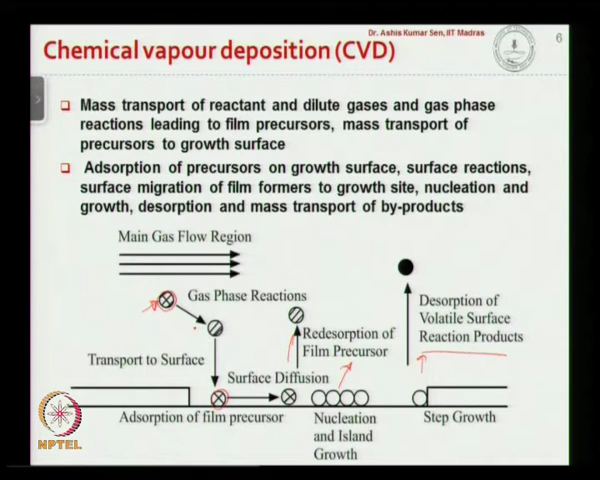 Dr. Ashis Kumar Sen, IIT Madras
6
Chemical vapour deposition (CVD)
Mass transport of reactant and dilute gases and gas phase
reactions leading to film precursors, mass transport of
precursors to growth surface
Adsorption of precursors on growth surface, surface reactions,
surface migration of film formers to growth site, nucleation and
growth, desorption and mass transport of by-products
Main Gas Flow Region
Gas Phase Reactions
Desorption of
Volatile Surface
Reaction Products
Redesorption of
Film Precursor
Transport to Surface
Surface Diffusion
Adsorption of film precursor
Nucleation
and Island
Growth
Step Growth
NPTEL